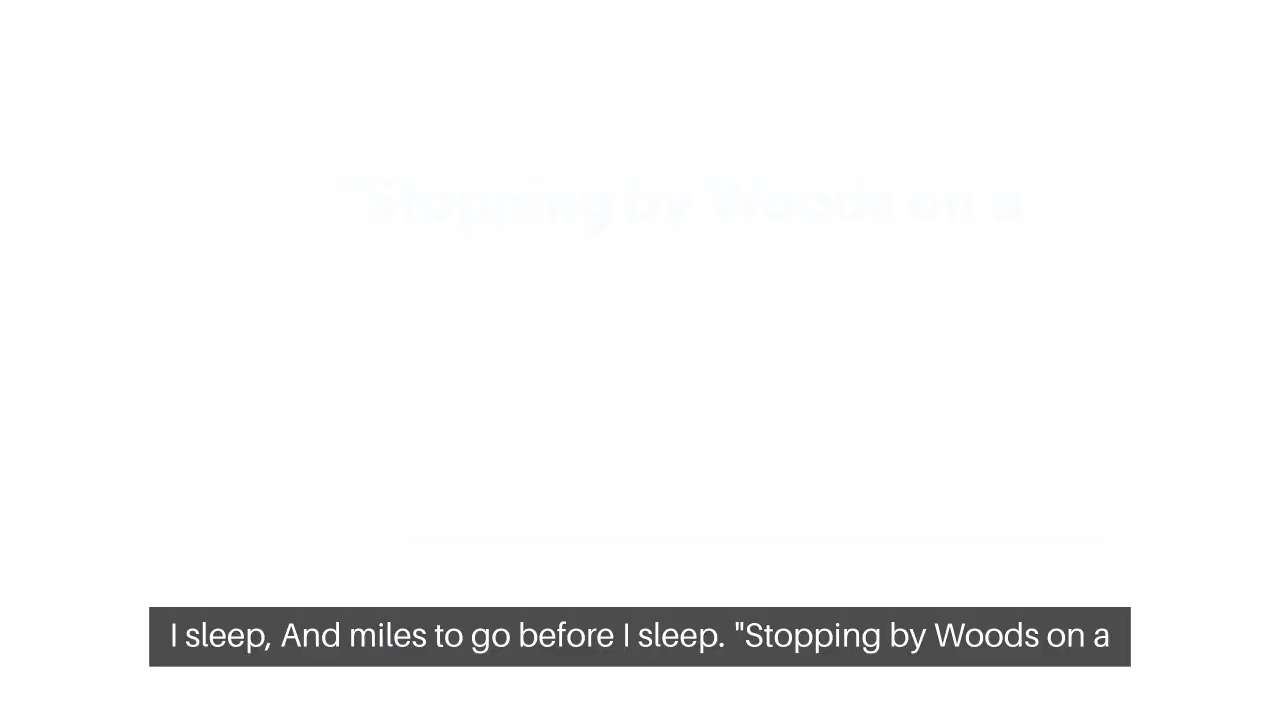 "Stopping by Woods on a
I sleep, And miles to go before I sleep. "Stopping by Woods on a